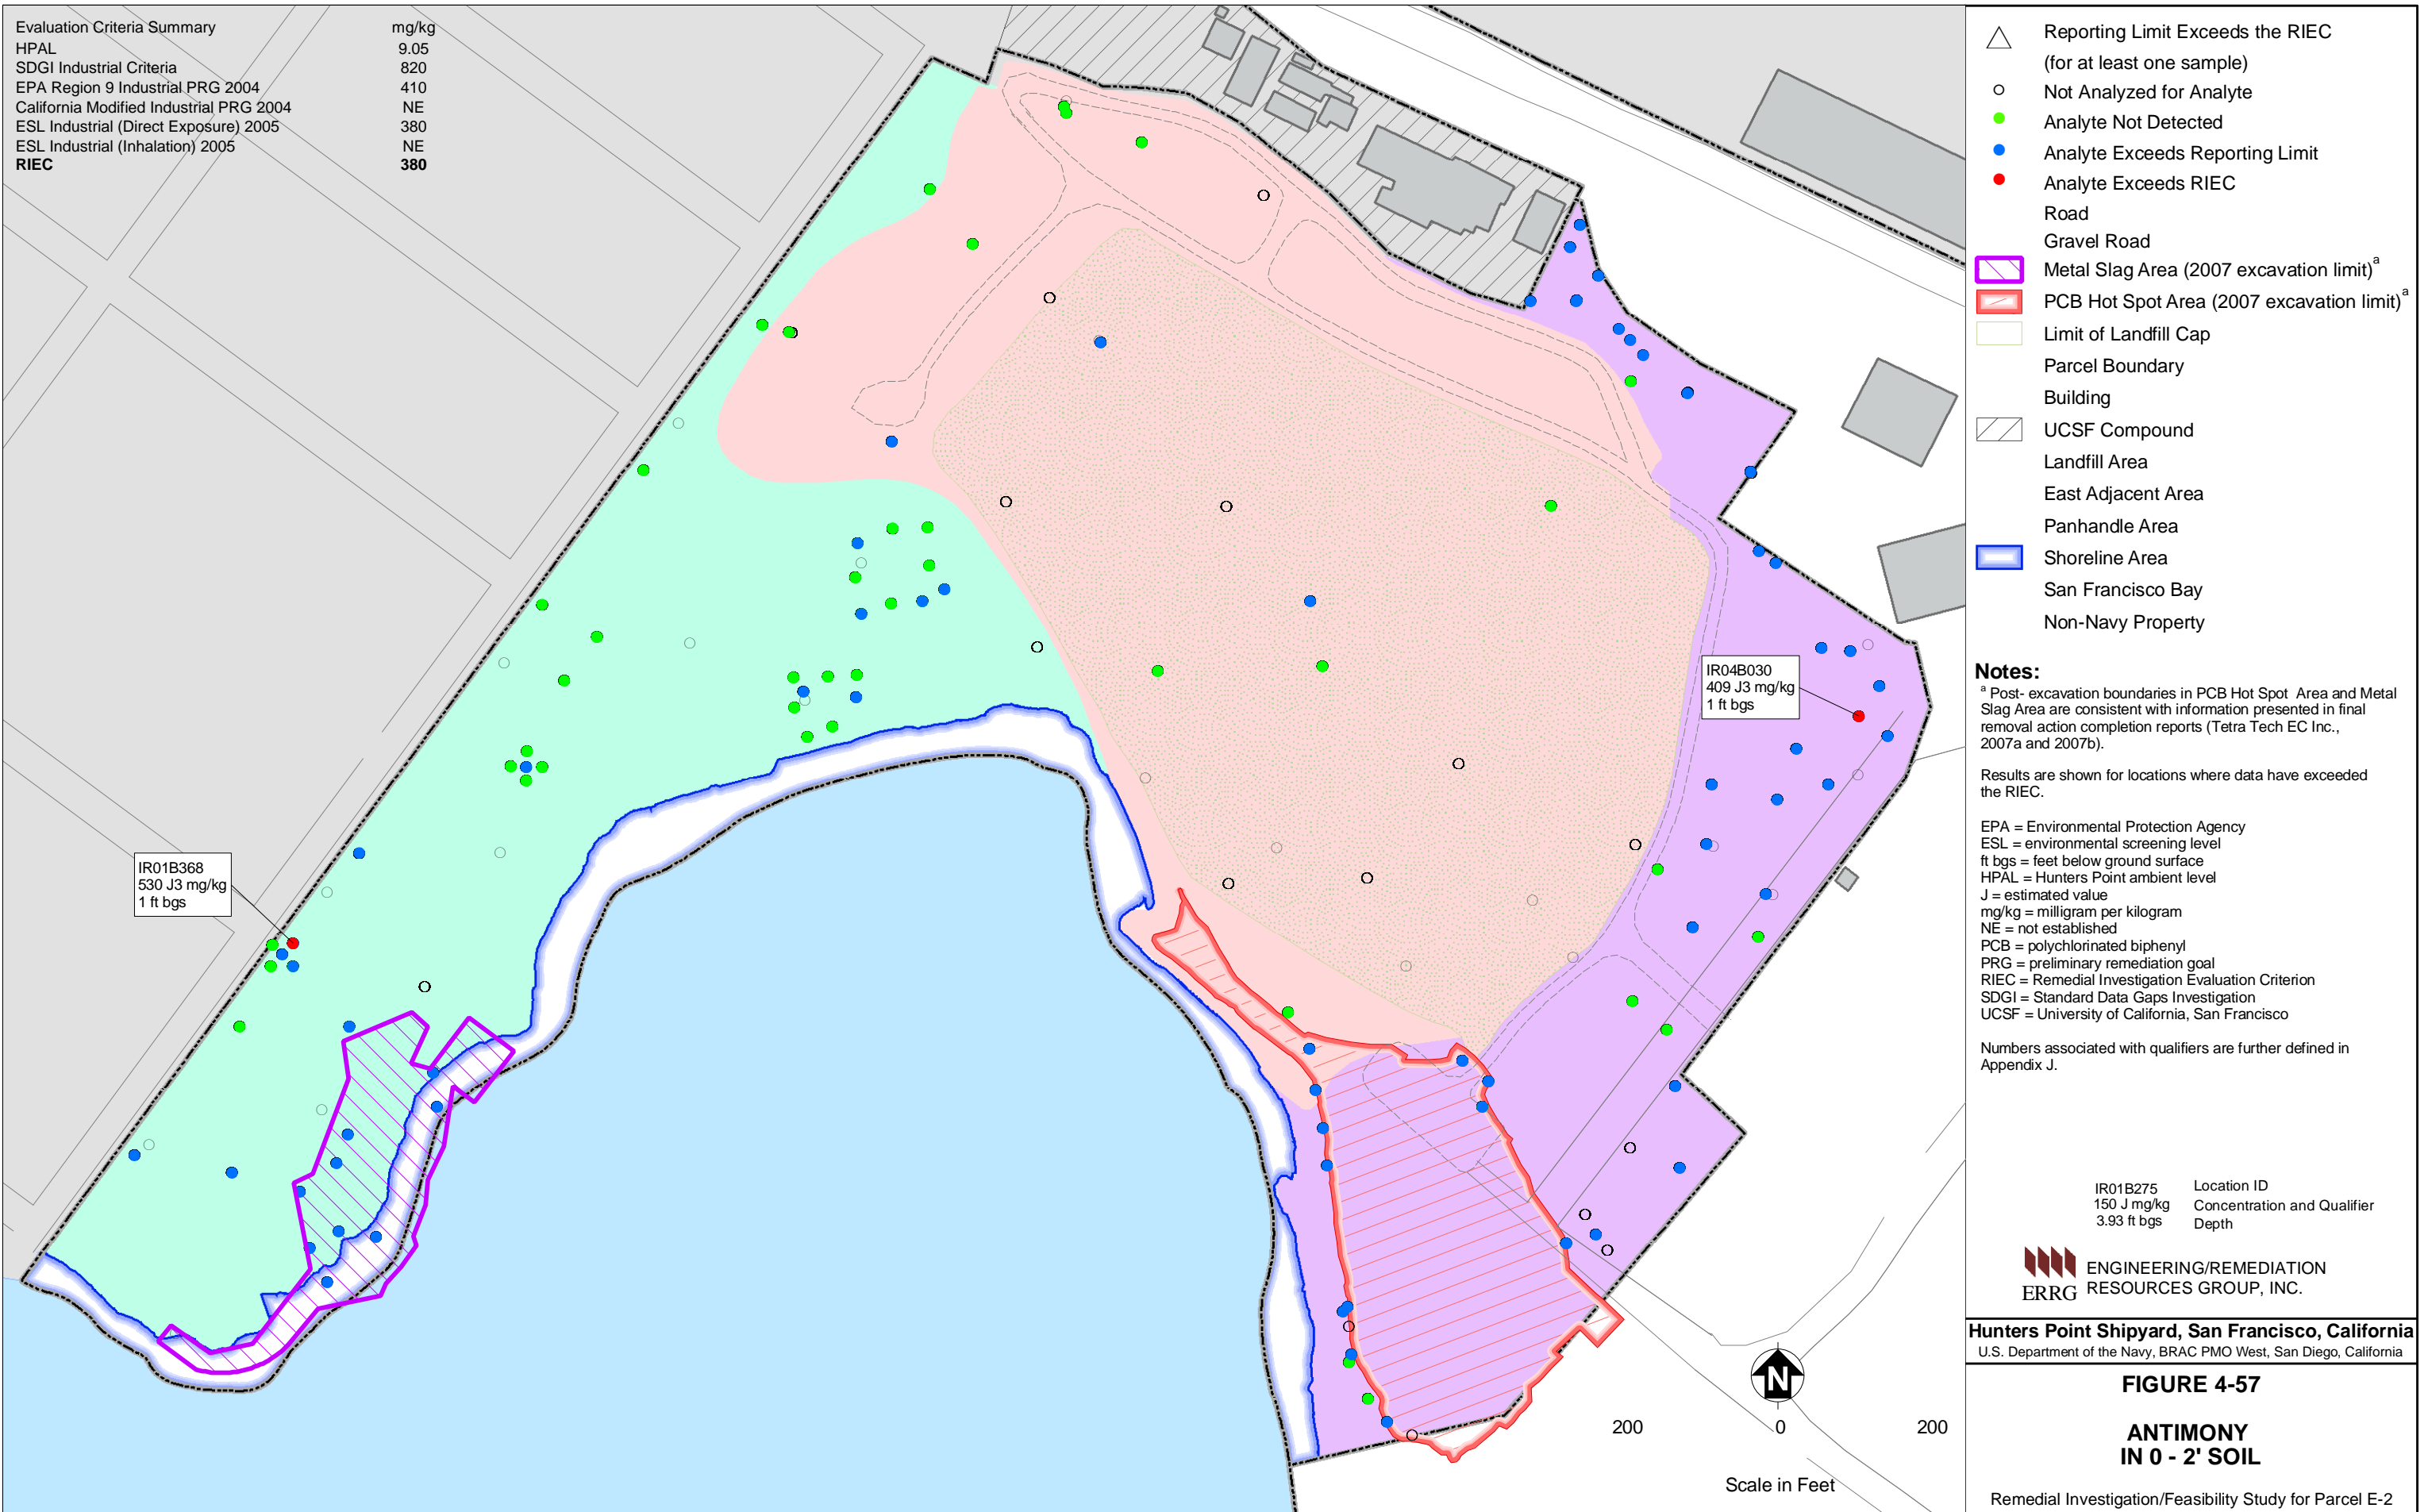 Evaluation Criteria Summary mg/kg
HPAL 9.05
SDGI Industrial Criteria 820
EPA Region 9 Industrial PRG 2004 410
California Modified Industrial PRG 2004 NE
ESL Industrial (Direct Exposure) 2005 380
ESL Industrial (Inhalation) 2005 NE
RIEC 380
IR04B030
409 J3 mg/kg
1 ft bgs
IR01B368
530 J3 mg/kg
1 ft bgs
N
200 0 200
Scale in Feet
Reporting Limit Exceeds the RIEC
(for at least one sample)
Not Analyzed for Analyte
Analyte Not Detected
Analyte Exceeds Reporting Limit
Analyte Exceeds RIEC
Road
Gravel Road
Metal Slag Area (2007 excavation limit)a
PCB Hot Spot Area (2007 excavation limit)a
Limit of Landfill Cap
Parcel Boundary
Building
UCSF Compound
Landfill Area
East Adjacent Area
Panhandle Area
Shoreline Area
San Francisco Bay
Non-Navy Property
Notes:
a Post- excavation boundaries in PCB Hot Spot Area and Metal
Slag Area are consistent with information presented in final
removal action completion reports (Tetra Tech EC Inc.,
2007a and 2007b).
Results are shown for locations where data have exceeded
the RIEC.
EPA = Environmental Protection Agency
ESL = environmental screening level
ft bgs = feet below ground surface
HPAL = Hunters Point ambient level
J = estimated value
mg/kg = milligram per kilogram
NE = not established
PCB = polychlorinated biphenyl
PRG = preliminary remediation goal
RIEC = Remedial Investigation Evaluation Criterion
SDGI = Standard Data Gaps Investigation
UCSF = University of California, San Francisco
Numbers associated with qualifiers are further defined in
Appendix J.
IR01B275 Location ID
150 J mg/kg Concentration and Qualifier
3.93 ft bgs Depth
ERRG
ENGINEERING/REMEDIATION
RESOURCES GROUP, INC.
Hunters Point Shipyard, San Francisco, California
U.S. Department of the Navy, BRAC PMO West, San Diego, California
FIGURE 4-57
ANTIMONY
IN 0 - 2' SOIL
Remedial Investigation/Feasibility Study for Parcel E-2